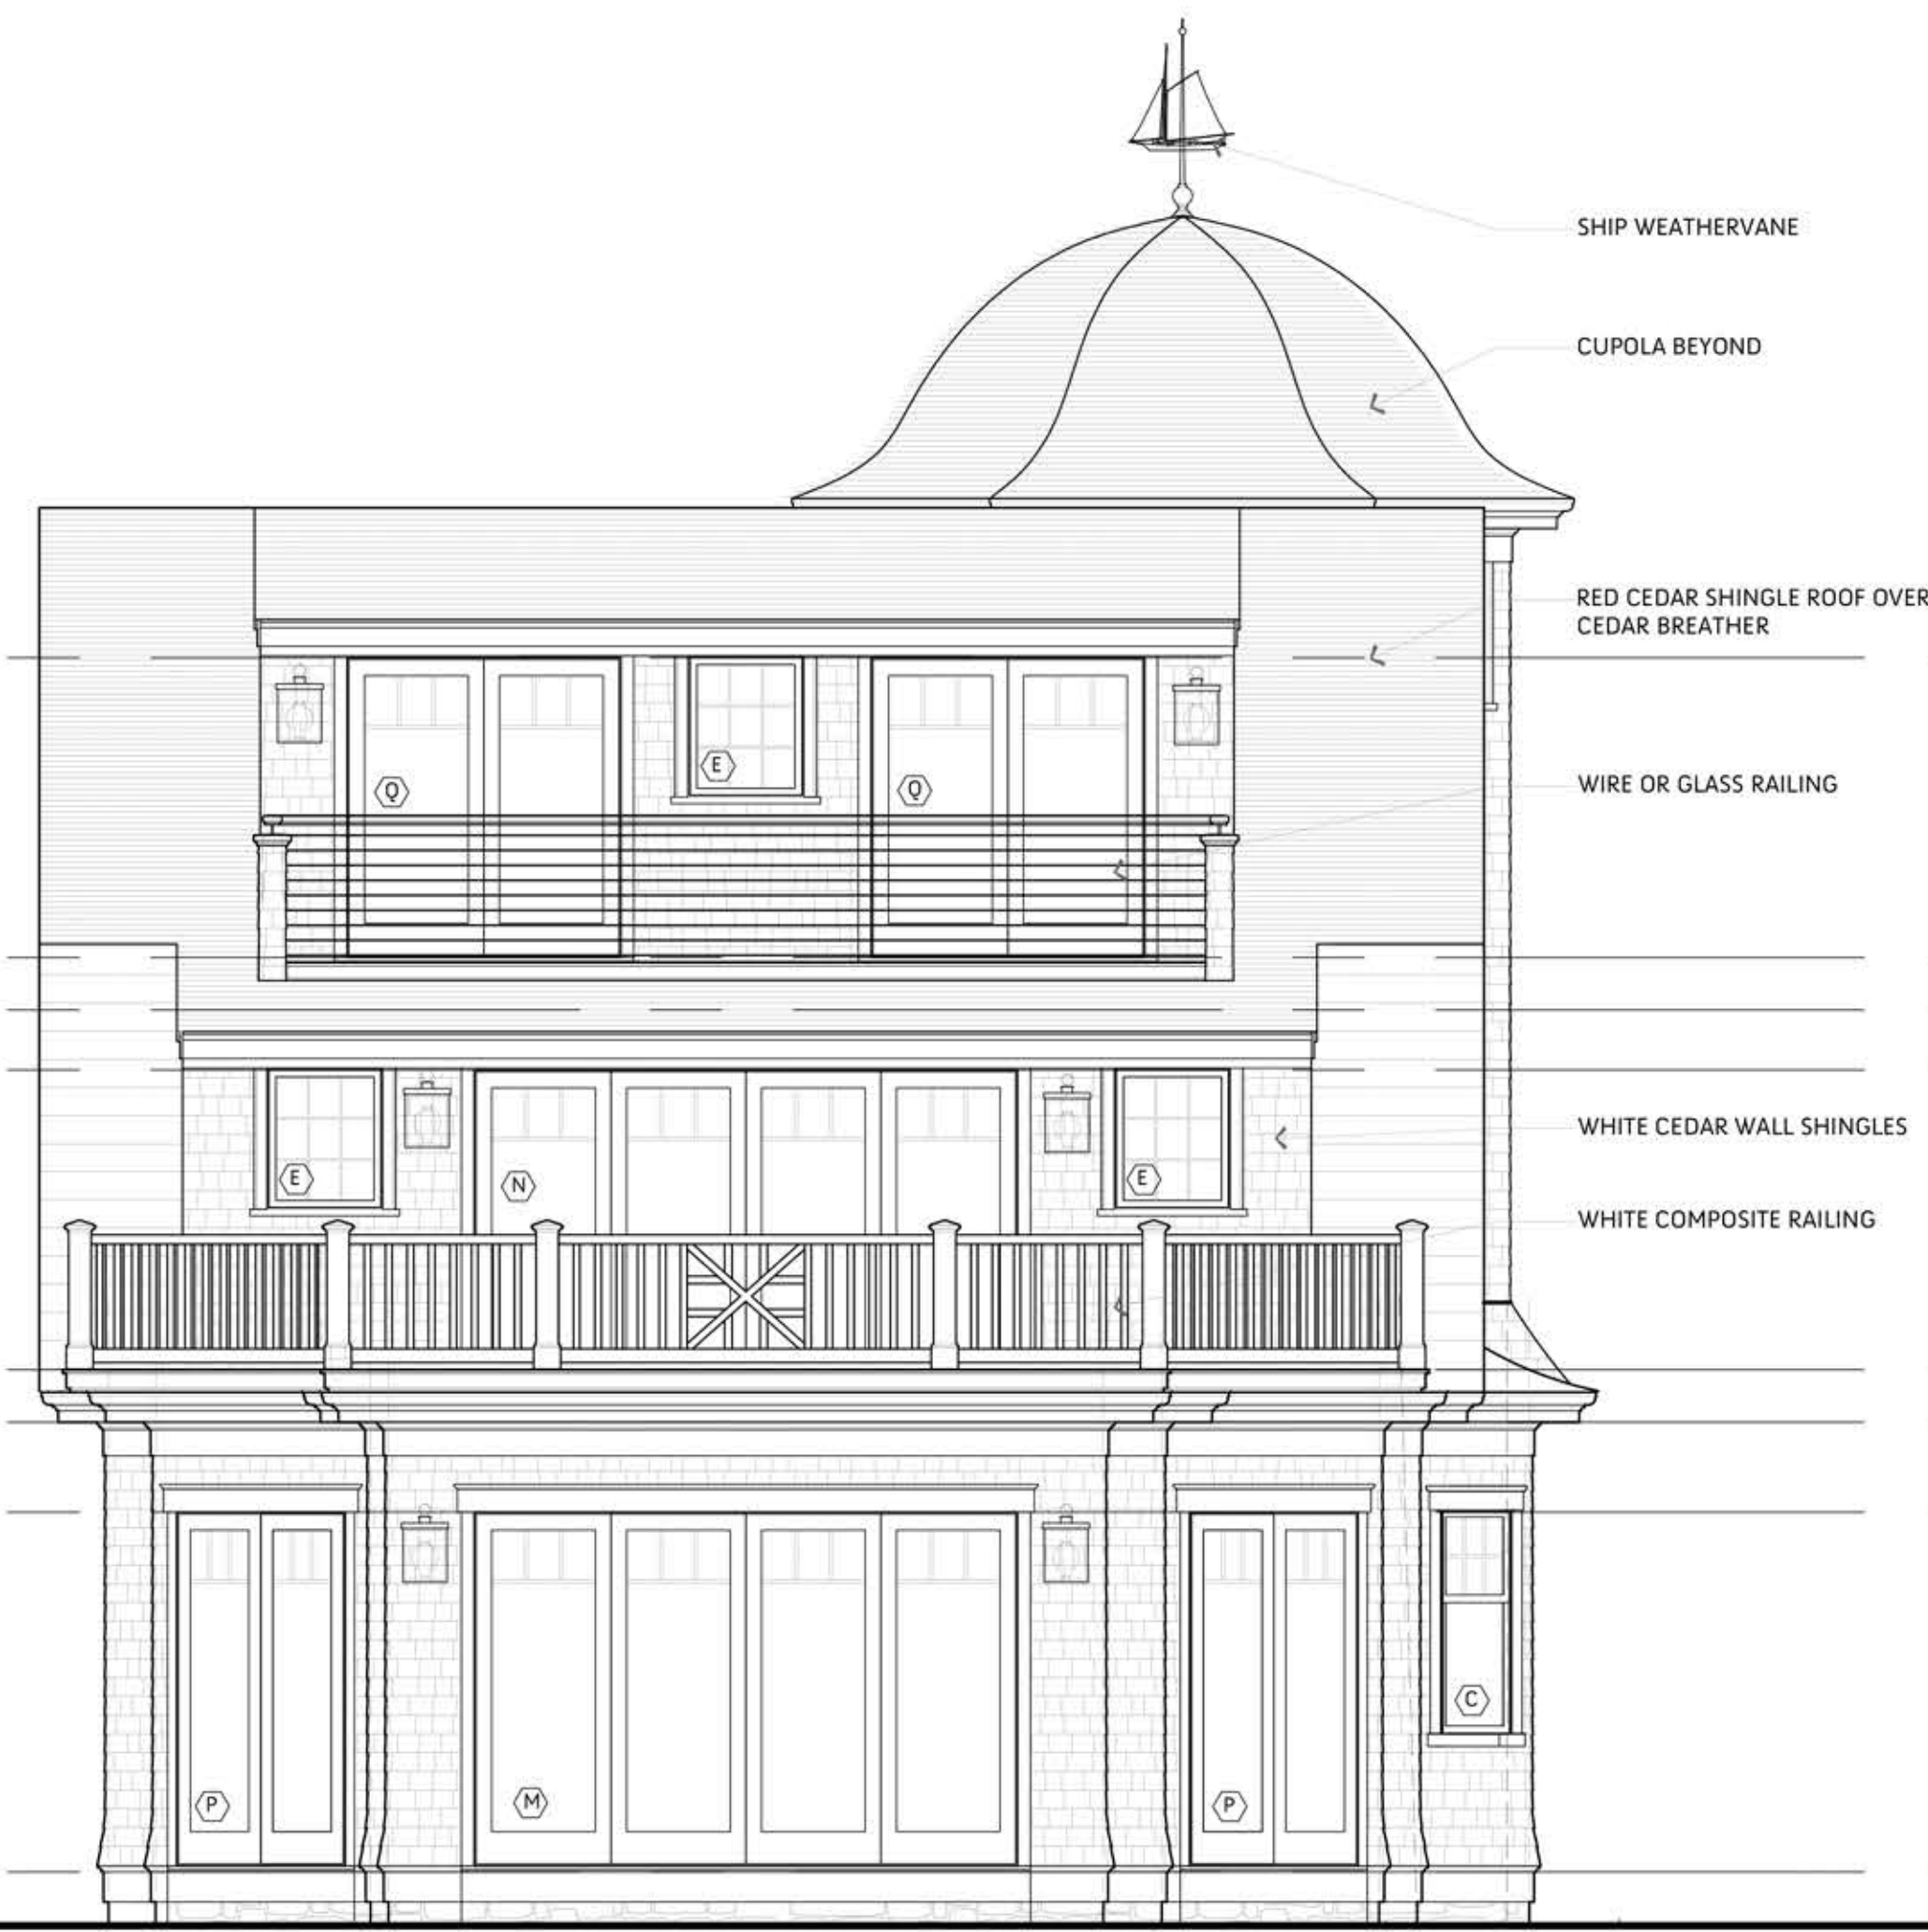 SHIP WEATHERVANE
CUPOLA BEYOND
RED CEDAR SHINGLE ROOF OVER
CEDAR BREATHER
E
Q
Q
WIRE OR GLASS RAILING
WHITE CEDAR WALL SHINGLES
E
N
E
WHITE COMPOSITE RAILING
C
P
M
P